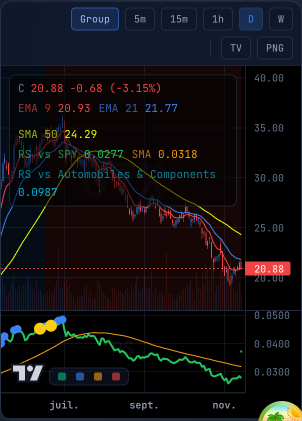 Group 5m 15m 1h D W
TV PNG
C 20.88 -0.68 (-3.15%)
EMA 9 20.93 EMA 21 21.77
SMA 50 24.29
RS vs SPY 0.0277 SMA 0.0318
RS vs Automobiles & Components
0.0987
40.00
35.00
30.00
25.00
20.88
20.00
0.0500
0.0400
0.0300
juil. sept. nov.